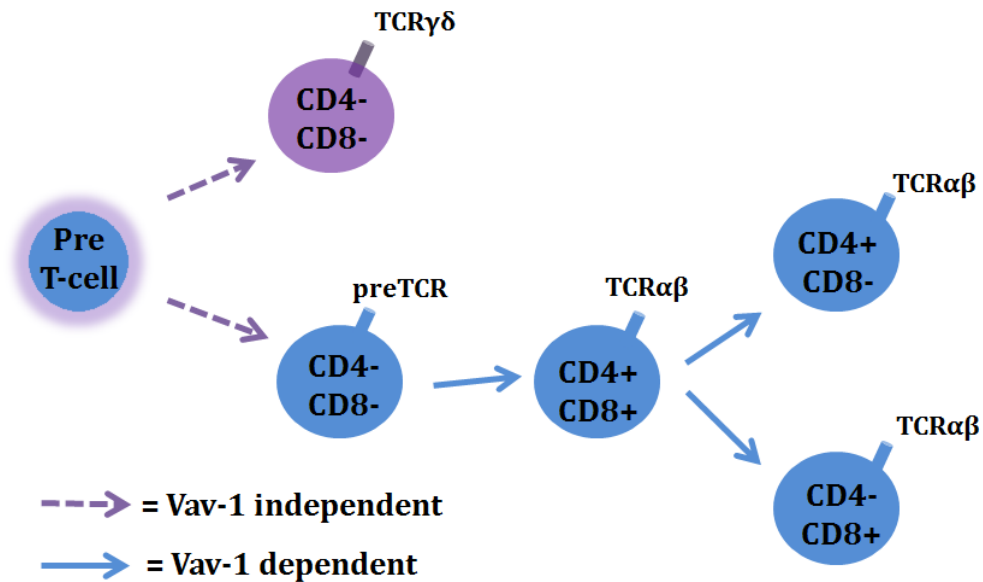 TCRγδ
CD4-
CD8-
Pre
T-cell
preTCR
CD4-
CD8-
TCRαβ
CD4+
CD8+
TCRαβ
CD4+
CD8-
TCRαβ
CD4-
CD8+
= Vav-1 independent
= Vav-1 dependent